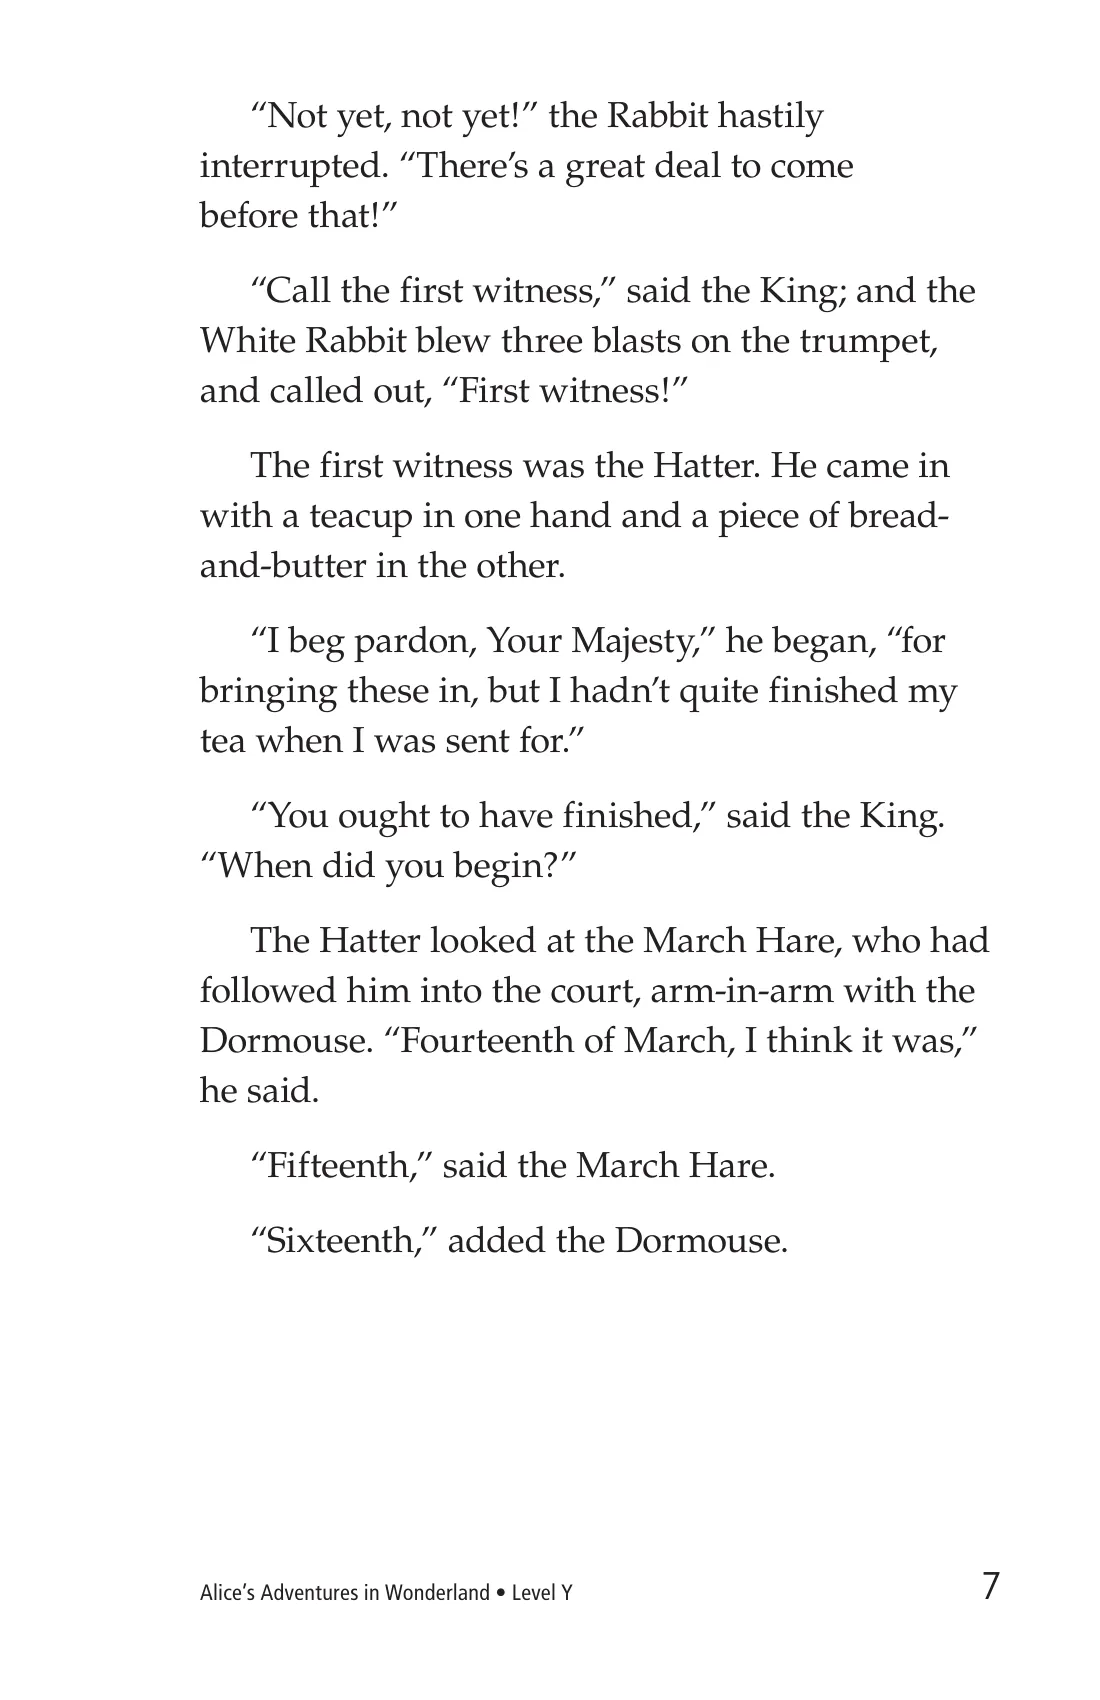 “Not yet, not yet!” the Rabbit hastily
interrupted. “There’s a great deal to come
before that!”
“Call the first witness,” said the King; and the
White Rabbit blew three blasts on the trumpet,
and called out, “First witness!”
The first witness was the Hatter. He came in
with a teacup in one hand and a piece of bread-
and-butter in the other.
“I beg pardon, Your Majesty,” he began, “for
bringing these in, but I hadn’t quite finished my
tea when I was sent for.”
“You ought to have finished,” said the King.
“When did you begin?”
The Hatter looked at the March Hare, who had
followed him into the court, arm-in-arm with the
Dormouse. “Fourteenth of March, I think it was,”
he said.
“Fifteenth,” said the March Hare.
“Sixteenth,” added the Dormouse.
Alice’s Adventures in Wonderland • Level Y 7